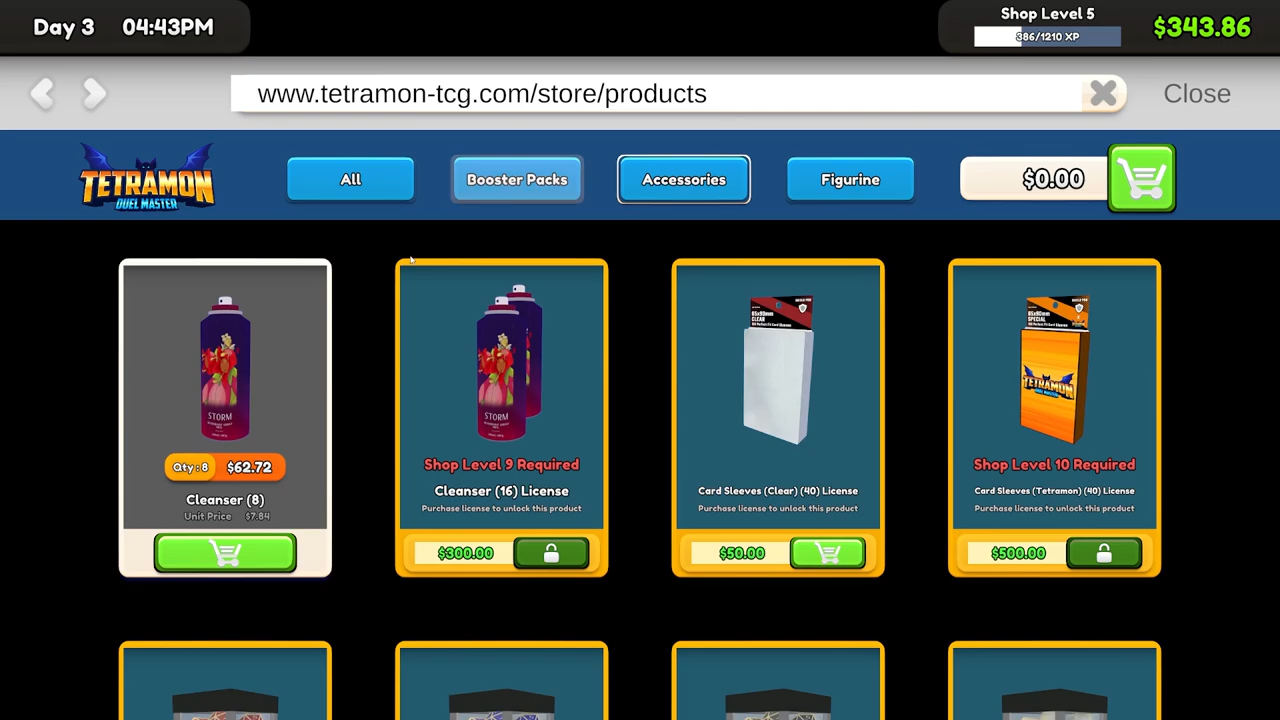 Day 3 04:43PM
Shop Level 5
386/1210 XP
$343.86
www.tetramon-tcg.com/store/products
Close
TETRAMON
DUEL MASTER
All
Booster Packs
Accessories
Figurine
$0.00
STORM
Qty : 8 $62.72
Cleanser (8)
Unit Price $7.84
STORM
Shop Level 9 Required
Cleanser (16) License
Purchase license to unlock this product
$300.00
CLEAR
Card Sleeves (Clear) (40) License
Purchase license to unlock this product
$50.00
SPECIAL
TETRAMON
Shop Level 10 Required
Card Sleeves (Tetramon) (40) License
Purchase license to unlock this product
$500.00